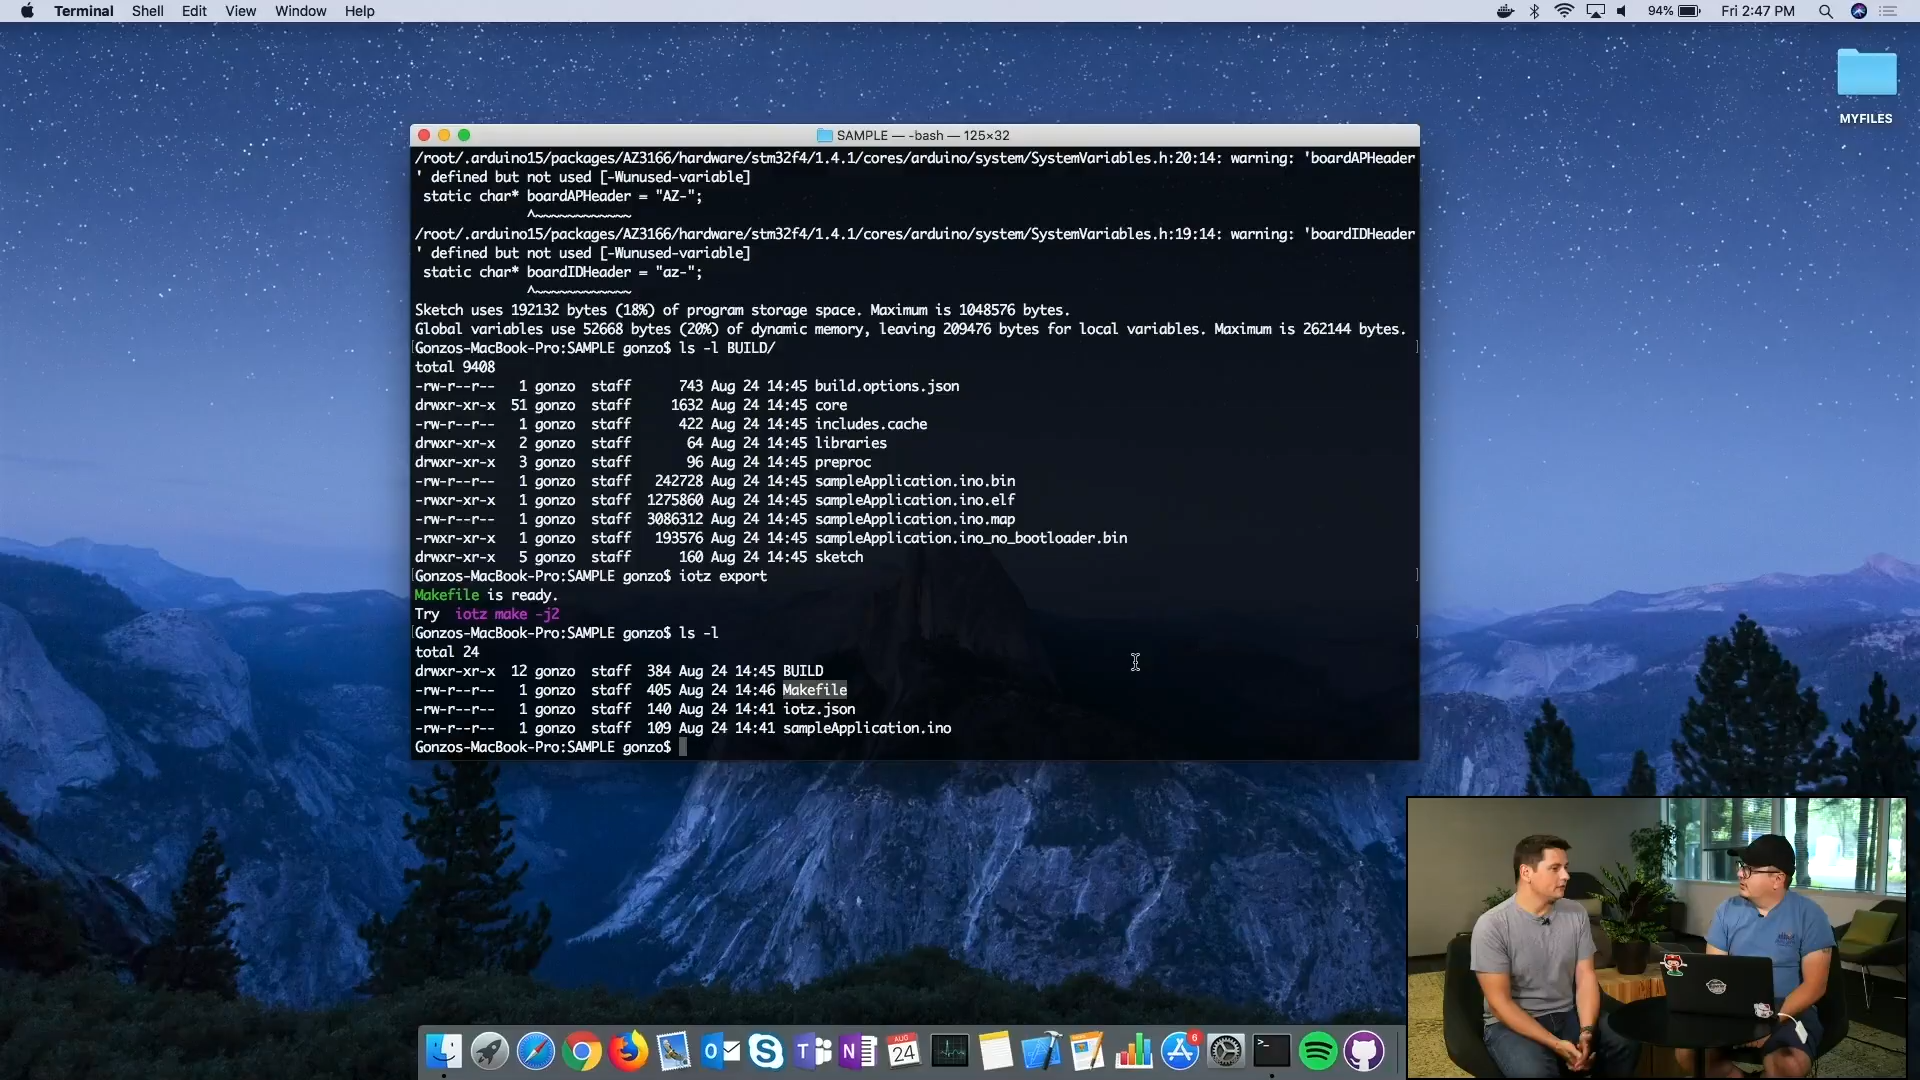 Terminal Shell Edit View Window Help 94% Fri 2:47 PM
MYFILES
SAMPLE — -bash — 125×32
/root/.arduino15/packages/AZ3166/hardware/stm32f4/1.4.1/cores/arduino/system/SystemVariables.h:20:14: warning: 'boardAPHeader
' defined but not used [-Wunused-variable]
static char* boardAPHeader = "AZ-";
^~~~~~~~~~~~~
/root/.arduino15/packages/AZ3166/hardware/stm32f4/1.4.1/cores/arduino/system/SystemVariables.h:19:14: warning: 'boardIDHeader
' defined but not used [-Wunused-variable]
static char* boardIDHeader = "az-";
^~~~~~~~~~~~~
Sketch uses 192132 bytes (18%) of program storage space. Maximum is 1048576 bytes.
Global variables use 52668 bytes (20%) of dynamic memory, leaving 209476 bytes for local variables. Maximum is 262144 bytes.
[Gonzos-MacBook-Pro:SAMPLE gonzo$ ls -l BUILD/ ]
total 9408
-rw-r--r-- 1 gonzo staff 743 Aug 24 14:45 build.options.json
drwxr-xr-x 51 gonzo staff 1632 Aug 24 14:45 core
-rw-r--r-- 1 gonzo staff 422 Aug 24 14:45 includes.cache
drwxr-xr-x 2 gonzo staff 64 Aug 24 14:45 libraries
drwxr-xr-x 3 gonzo staff 96 Aug 24 14:45 preproc
-rw-r--r-- 1 gonzo staff 242728 Aug 24 14:45 sampleApplication.ino.bin
-rwxr-xr-x 1 gonzo staff 1275860 Aug 24 14:45 sampleApplication.ino.elf
-rw-r--r-- 1 gonzo staff 3086312 Aug 24 14:45 sampleApplication.ino.map
-rwxr-xr-x 1 gonzo staff 193576 Aug 24 14:45 sampleApplication.ino_no_bootloader.bin
drwxr-xr-x 5 gonzo staff 160 Aug 24 14:45 sketch
[Gonzos-MacBook-Pro:SAMPLE gonzo$ iotz export ]
Makefile is ready.
Try iotz make -j2
[Gonzos-MacBook-Pro:SAMPLE gonzo$ ls -l ]
total 24
drwxr-xr-x 12 gonzo staff 384 Aug 24 14:45 BUILD
-rw-r--r-- 1 gonzo staff 405 Aug 24 14:46 Makefile
-rw-r--r-- 1 gonzo staff 140 Aug 24 14:41 iotz.json
-rw-r--r-- 1 gonzo staff 109 Aug 24 14:41 sampleApplication.ino
Gonzos-MacBook-Pro:SAMPLE gonzo$
AUG
24
6